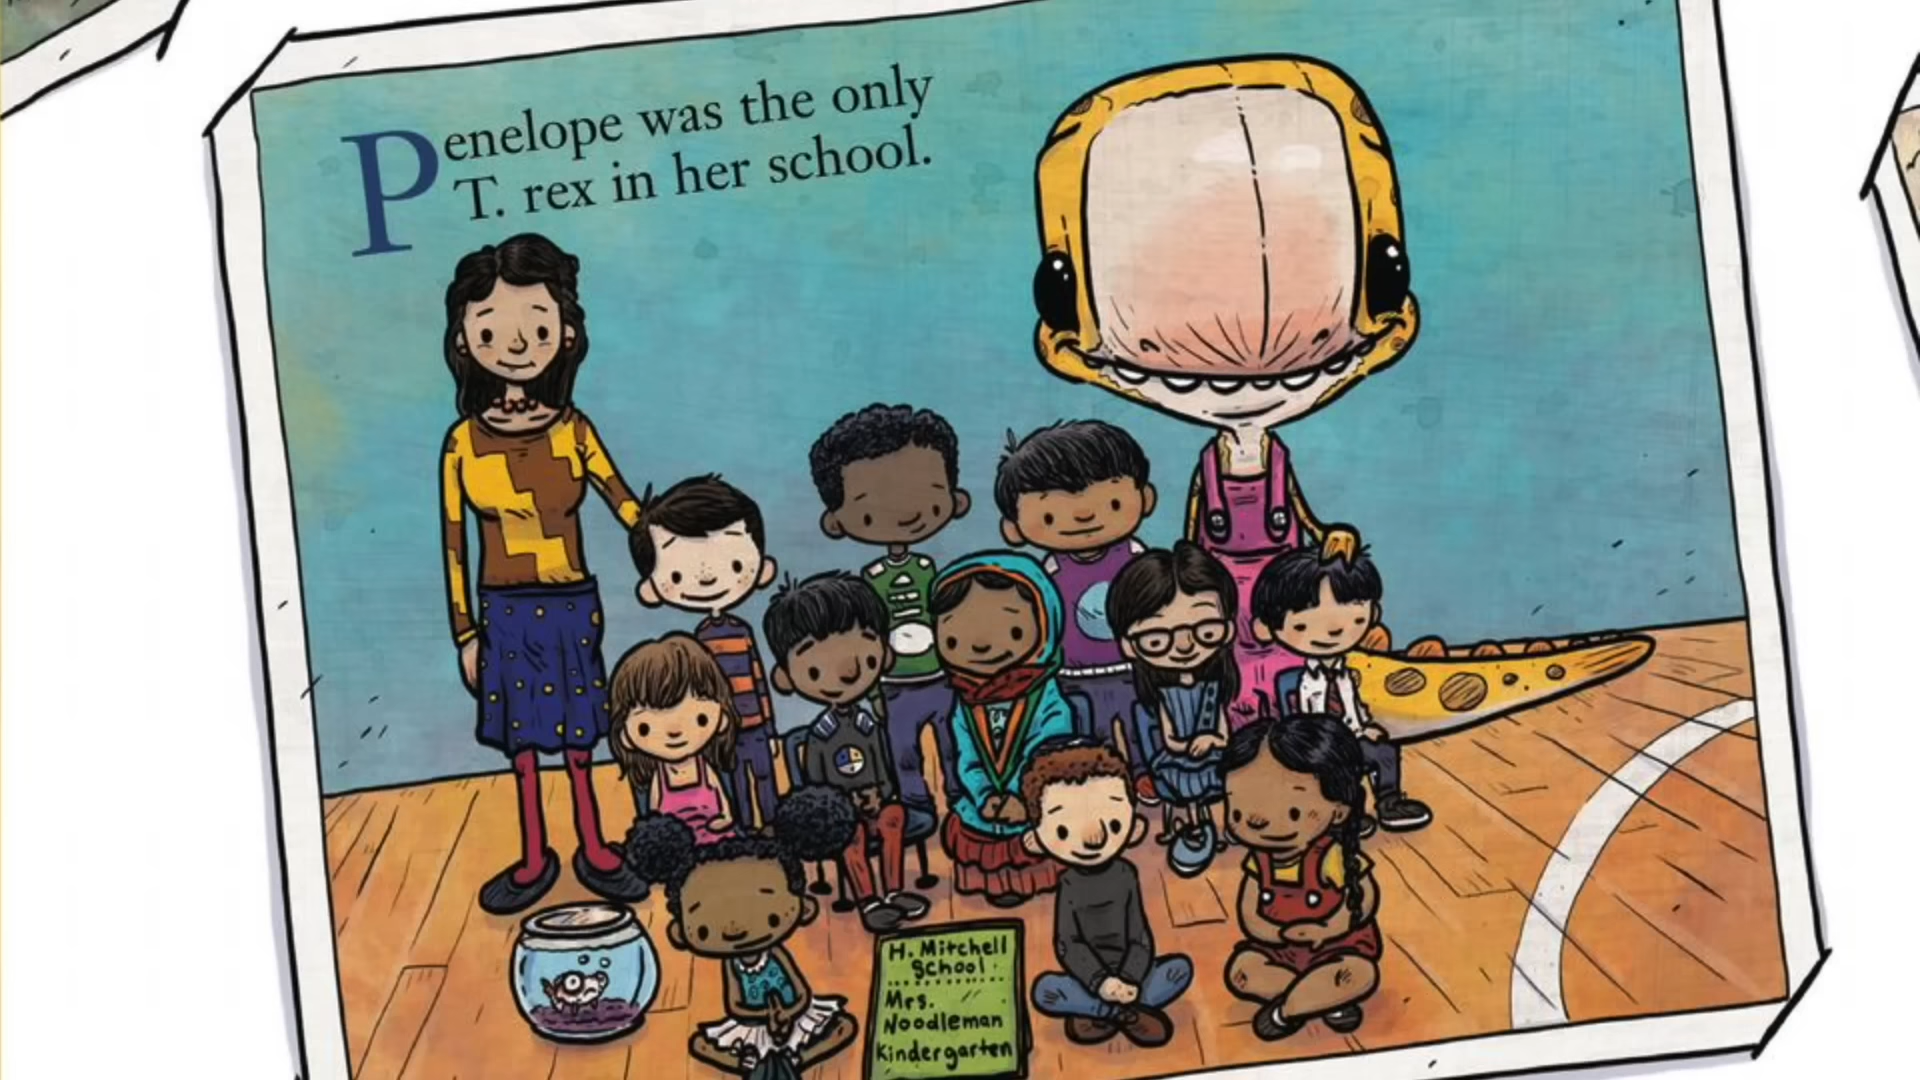 Penelope was the only
T. rex in her school.
H. Mitchell
School
Mrs.
Noodleman
Kindergarten